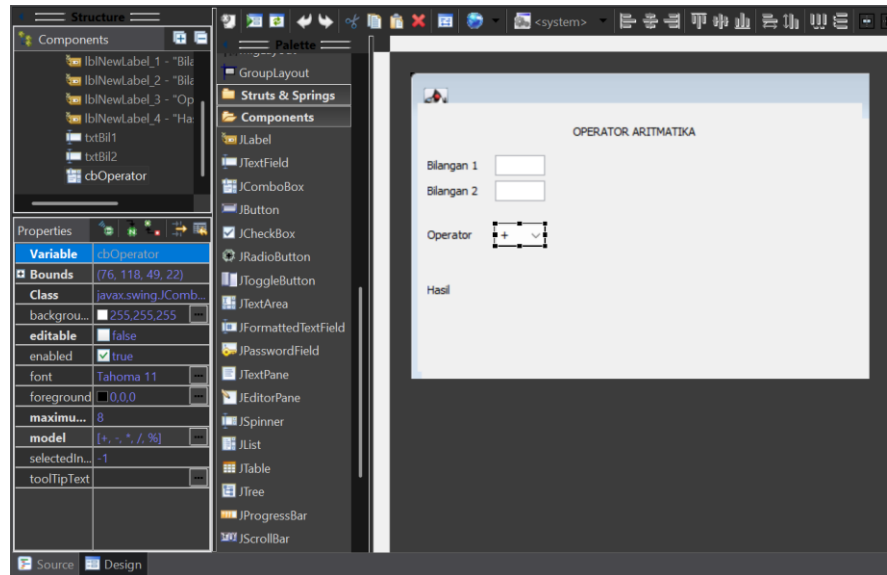 Structure
Components
lblNewLabel_1 - "Bila
lblNewLabel_2 - "Bila
lblNewLabel_3 - "Op
lblNewLabel_4 - "Ha
txtBil1
txtBil2
cbOperator
Properties
Variable cbOperator
Bounds (76, 118, 49, 22)
Class javax.swing.JComb...
backgrou... 255,255,255
editable false
enabled true
font Tahoma 11
foreground 0,0,0
maximu... 8
model [+, -, *, /, %]
selectedIn... -1
toolTipText
Source Design
<system>
Palette
GroupLayout
Struts & Springs
Components
JLabel
JTextField
JComboBox
JButton
JCheckBox
JRadioButton
JToggleButton
JTextArea
JFormattedTextField
JPasswordField
JTextPane
JEditorPane
JSpinner
JList
JTable
JTree
JProgressBar
JScrollBar
OPERATOR ARITMATIKA
Bilangan 1
Bilangan 2
Operator +
Hasil